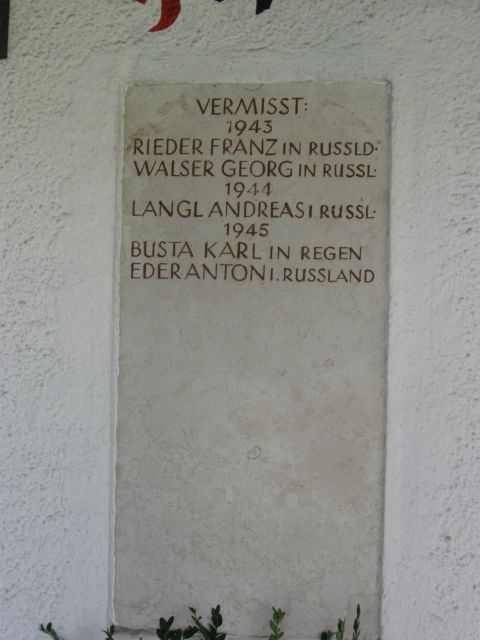 VERMISST:
1943
RIEDER FRANZ IN RUSSLD.
WALSER GEORG IN RUSSL.
1944
LANGL ANDREAS I. RUSSL.
1945
BUSTA KARL IN REGEN
EDER ANTON I. RUSSLAND